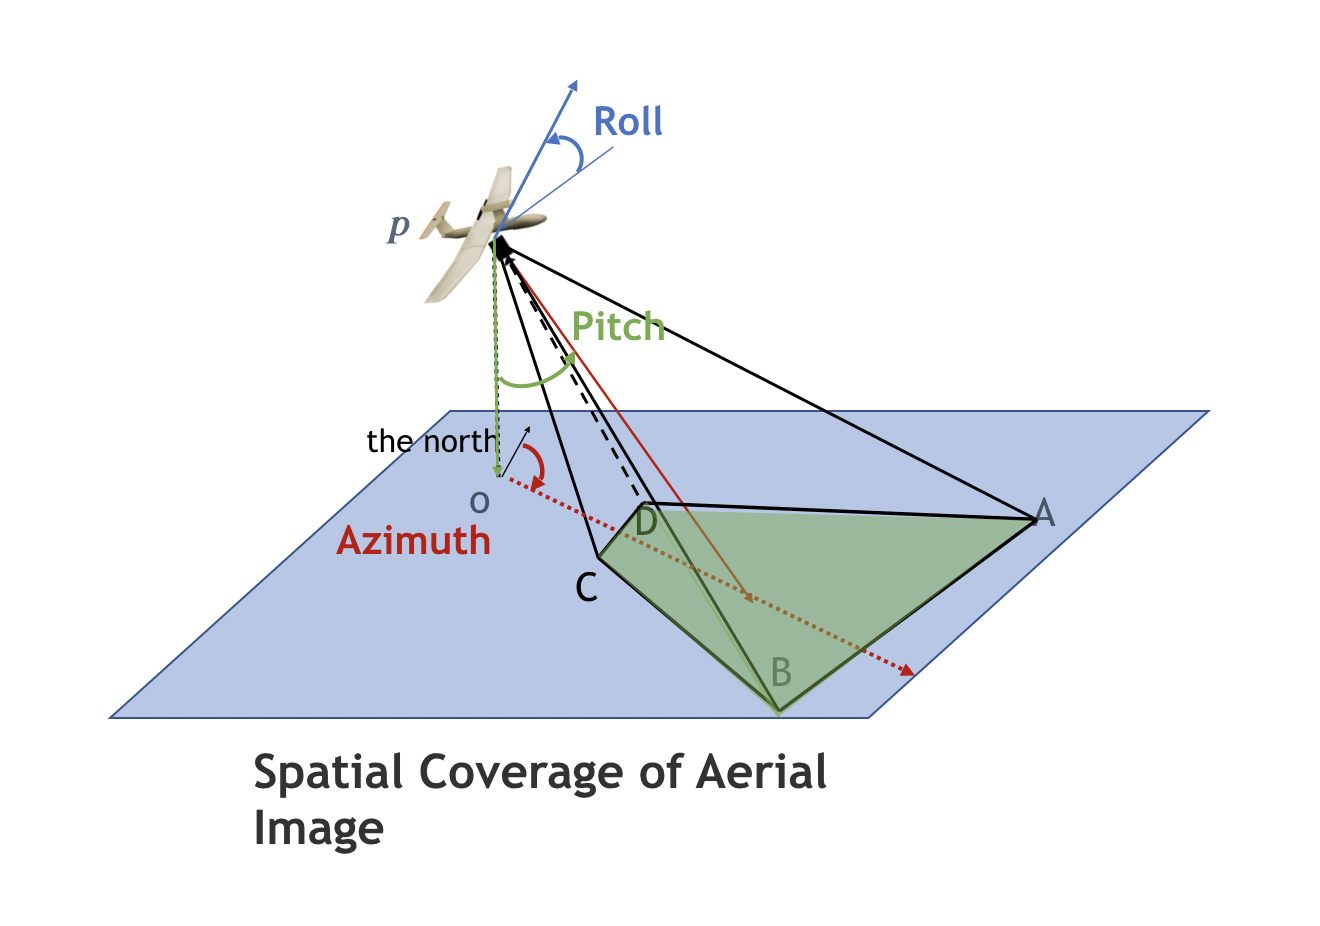 Roll
p
Pitch
the north
o
Azimuth
D
A
C
B
Spatial Coverage of Aerial
Image